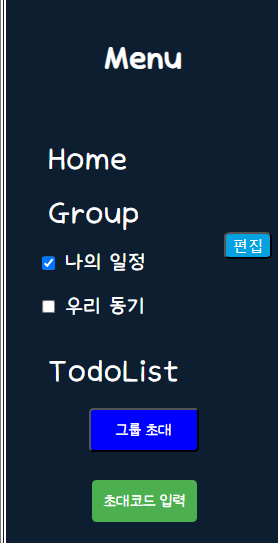 Menu
Home
Group
편집
나의 일정
우리 동기
TodoList
그룹 초대
초대코드 입력